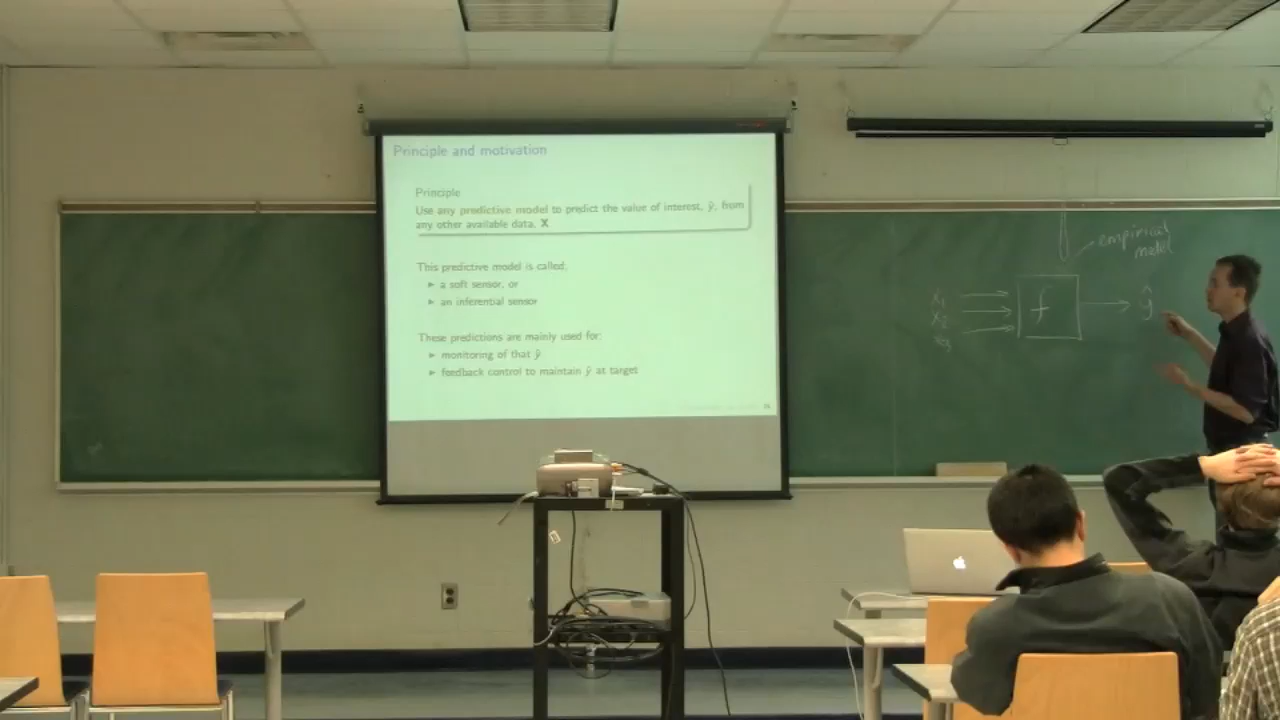 Principle and motivation
Principle
Use any predictive model to predict the value of interest, ŷ, from
any other available data, X
This predictive model is called:
► a soft sensor, or
► an inferential sensor
These predictions are mainly used for:
► monitoring of that ŷ
► feedback control to maintain ŷ at target
empirical
model
x₁
x₂
f
ŷ